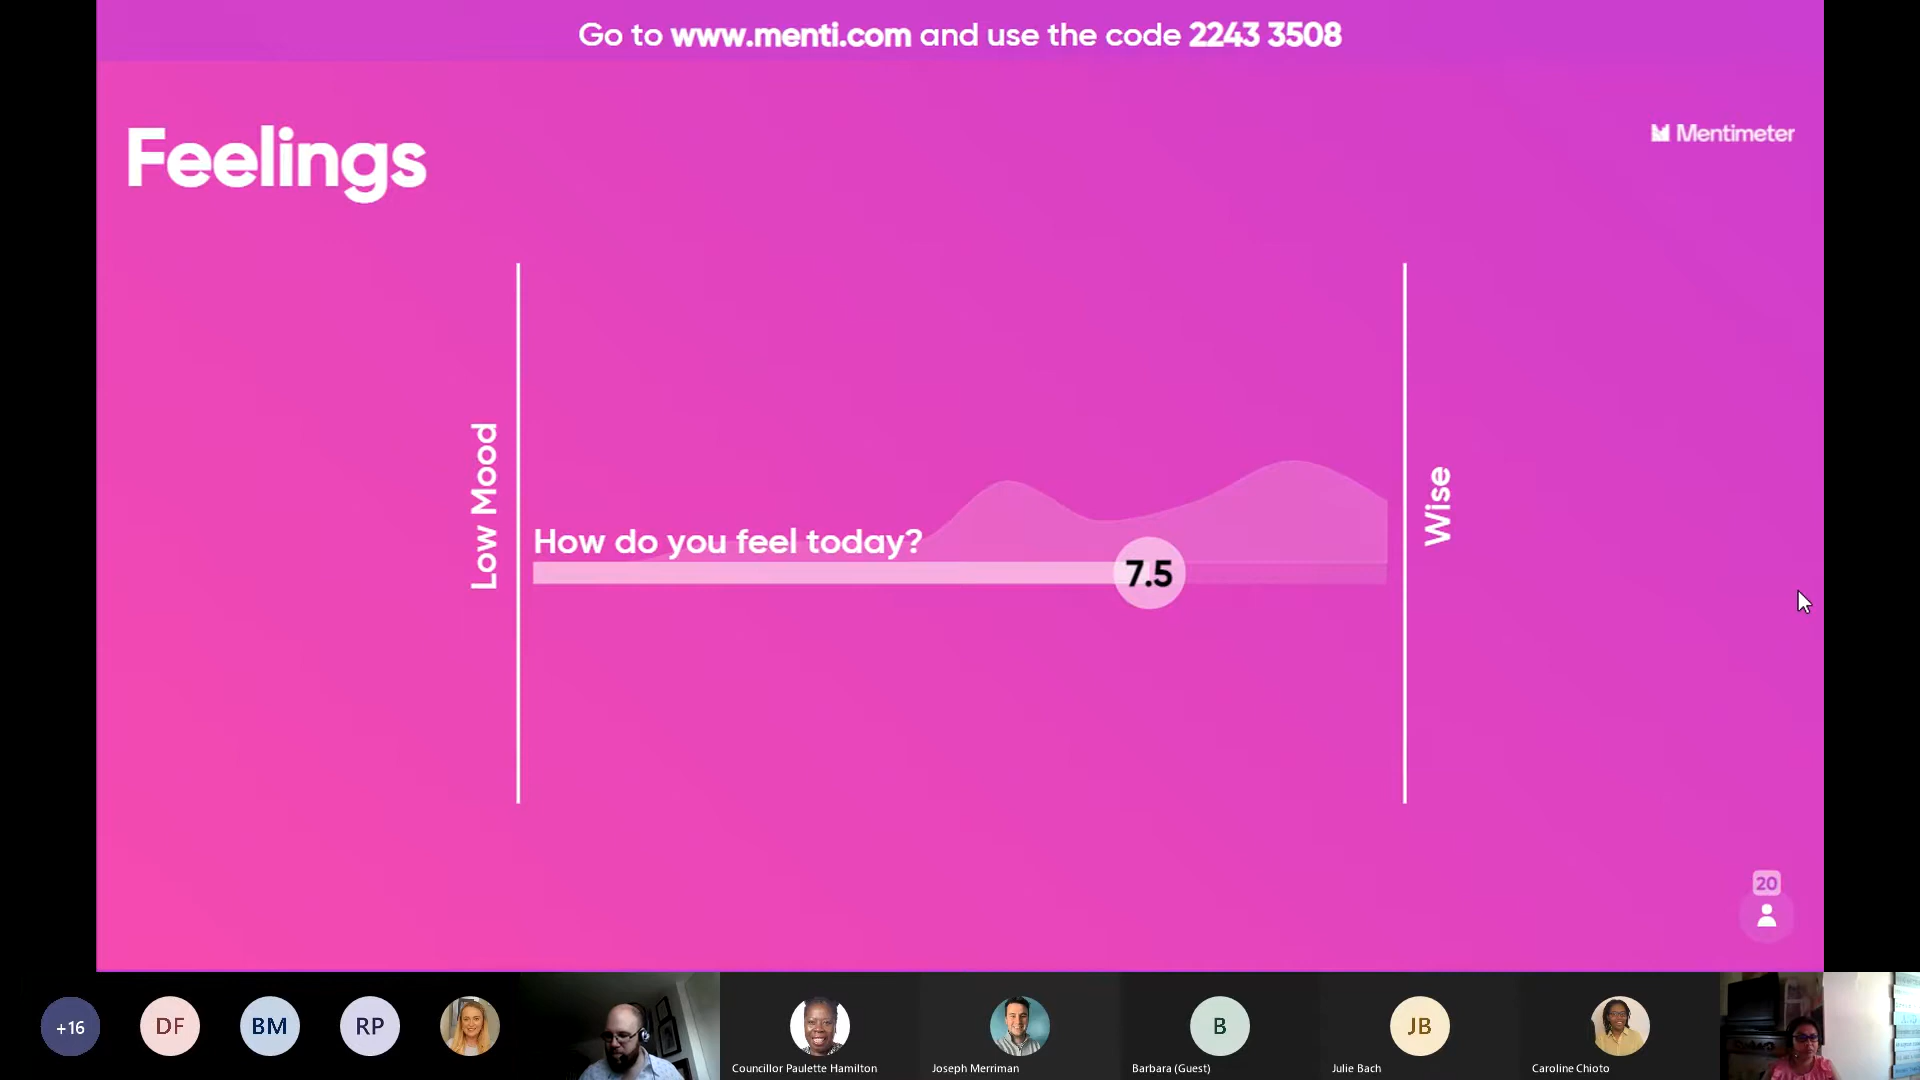 Go to www.menti.com and use the code 2243 3508
Feelings
Mentimeter
Low Mood
How do you feel today?
7.5
Wise
20
+16
DF
BM
RP
B
JB
Councillor Paulette Hamilton
Joseph Merriman
Barbara (Guest)
Julie Bach
Caroline Chioto